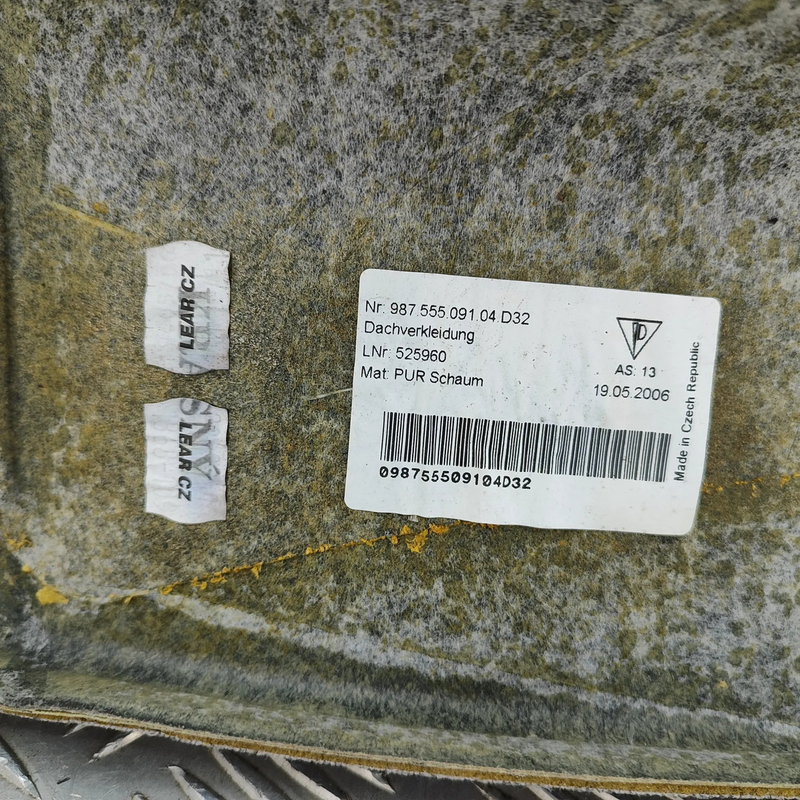 LEAR CZ
KRÁSNÝ
LEAR CZ
Nr: 987.555.091.04.D32
Dachverkleidung
LNr: 525960
Mat: PUR Schaum
AS: 13
19.05.2006
Made in Czech Republic
098755509104D32